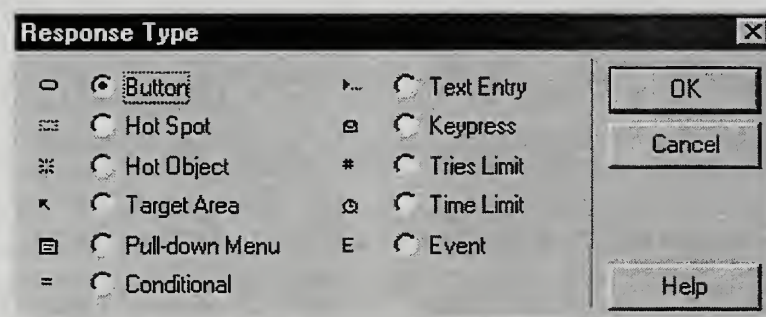 Response Type
Button
Hot Spot
Hot Object
Target Area
Pull-down Menu
= Conditional
Text Entry
Keypress
# Tries Limit
Time Limit
E Event
OK
Cancel
Help